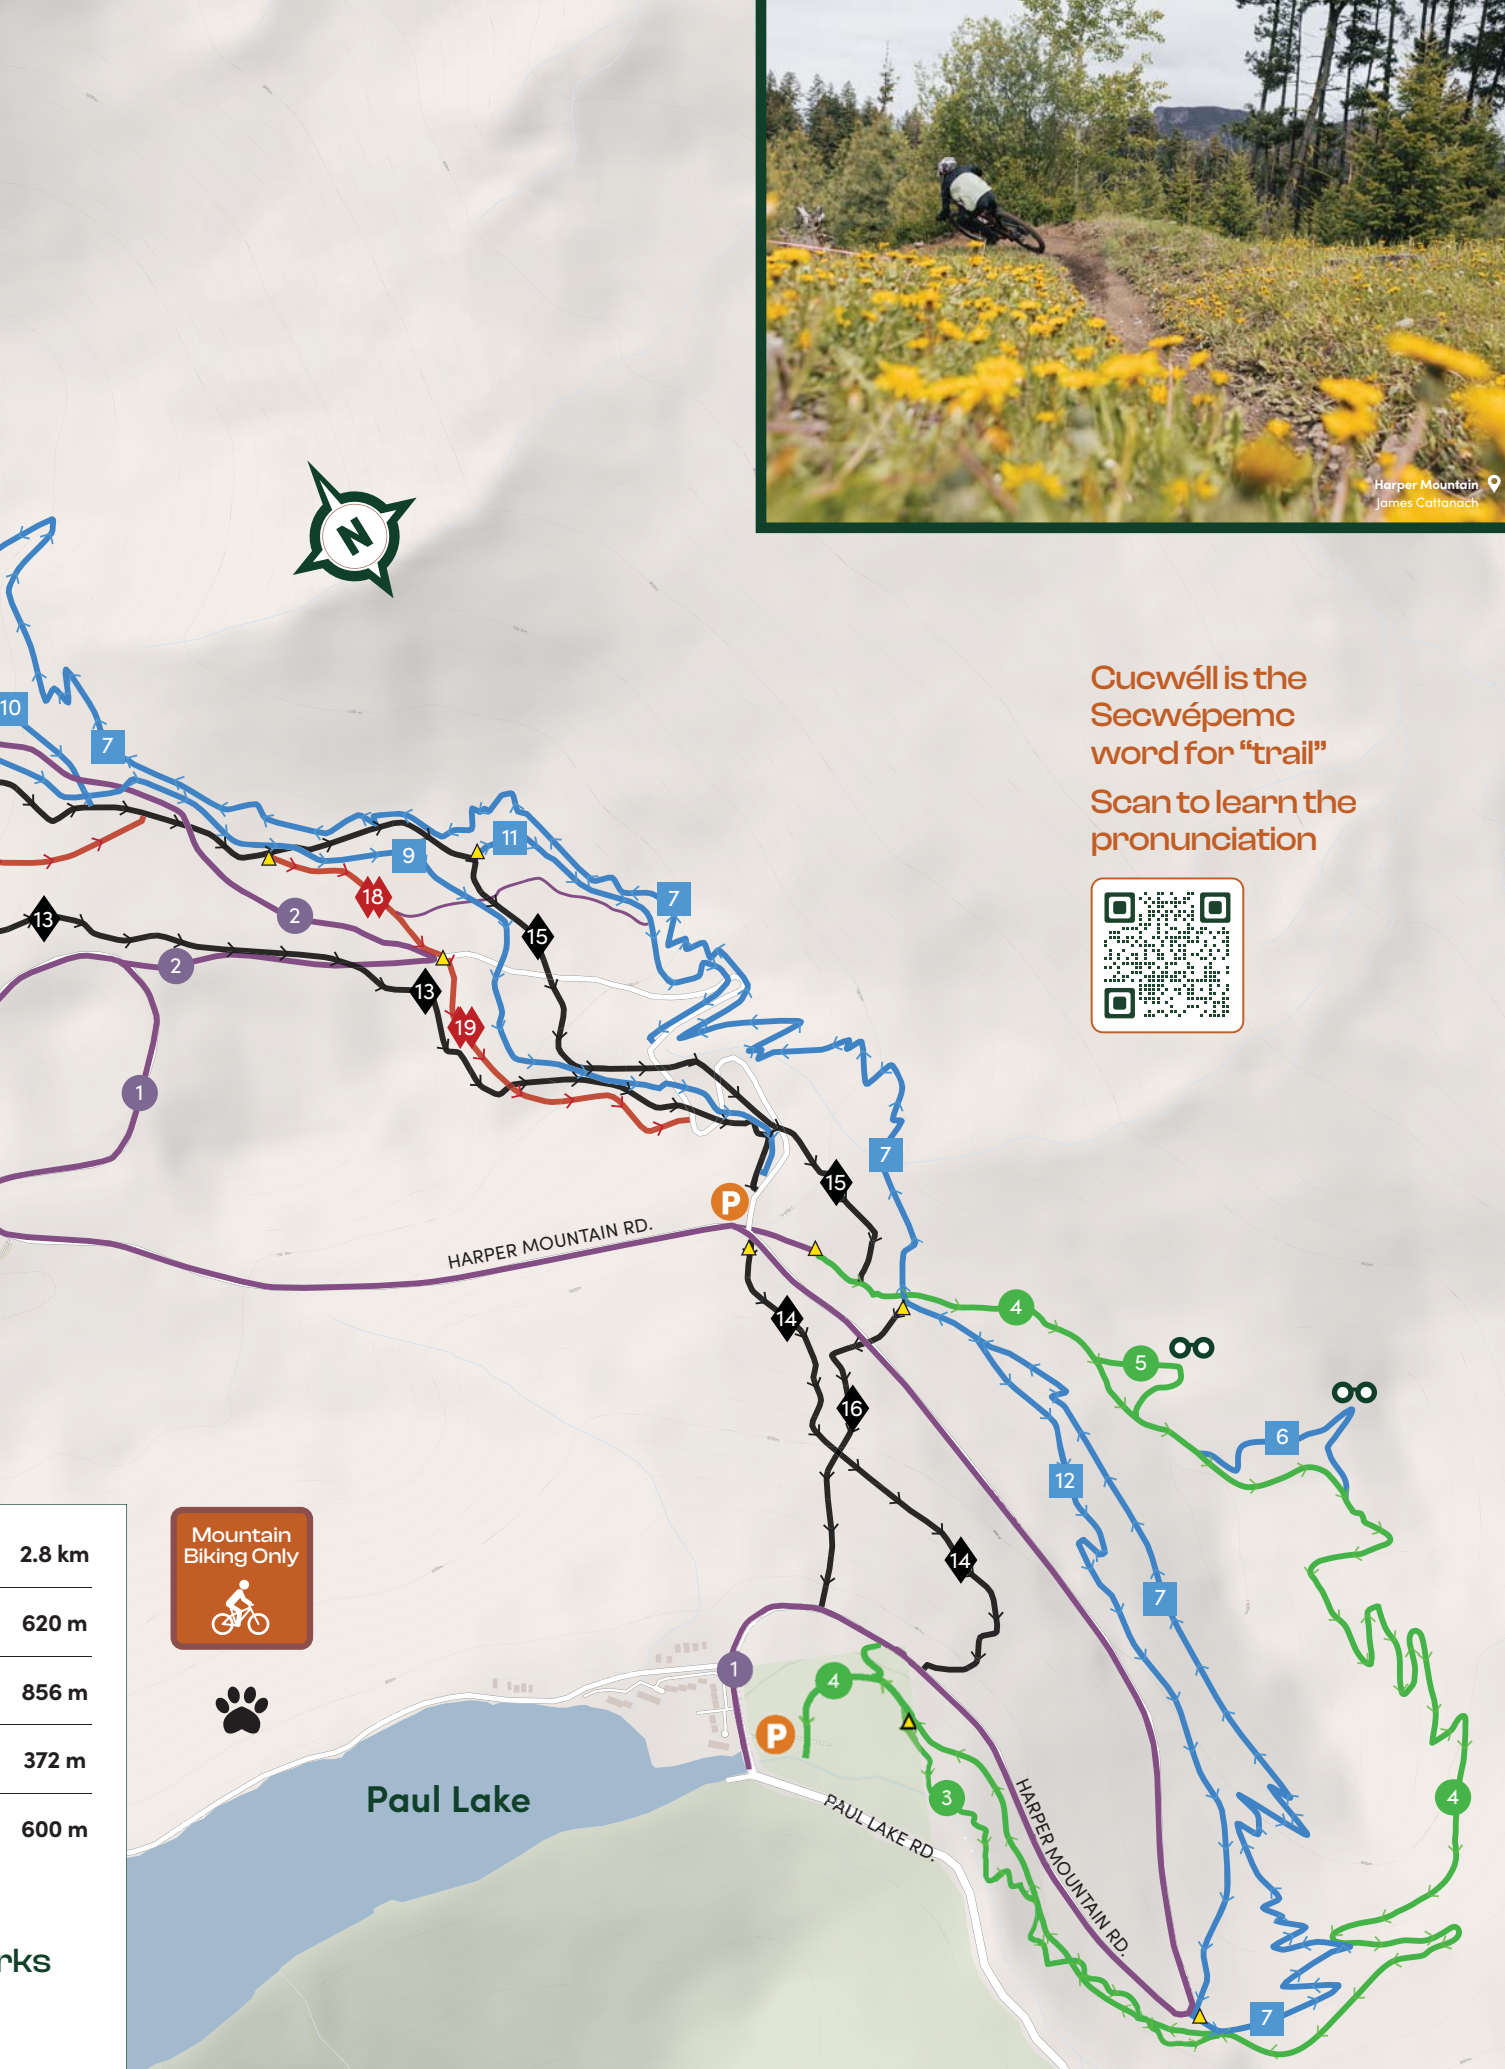 Harper Mountain
James Cattanach
N
Cucwéll is the
Secwépemc
word for “trail”
Scan to learn the
pronunciation
10
7
11
9
7
18
2
15
13
2
13
19
1
7
15
P
HARPER MOUNTAIN RD.
4
14
5
16
6
12
14
7
2.8 km
620 m
856 m
372 m
600 m
rks
Mountain
Biking Only
1
4
P
Paul Lake
3
PAUL LAKE RD.
HARPER MOUNTAIN RD.
4
7